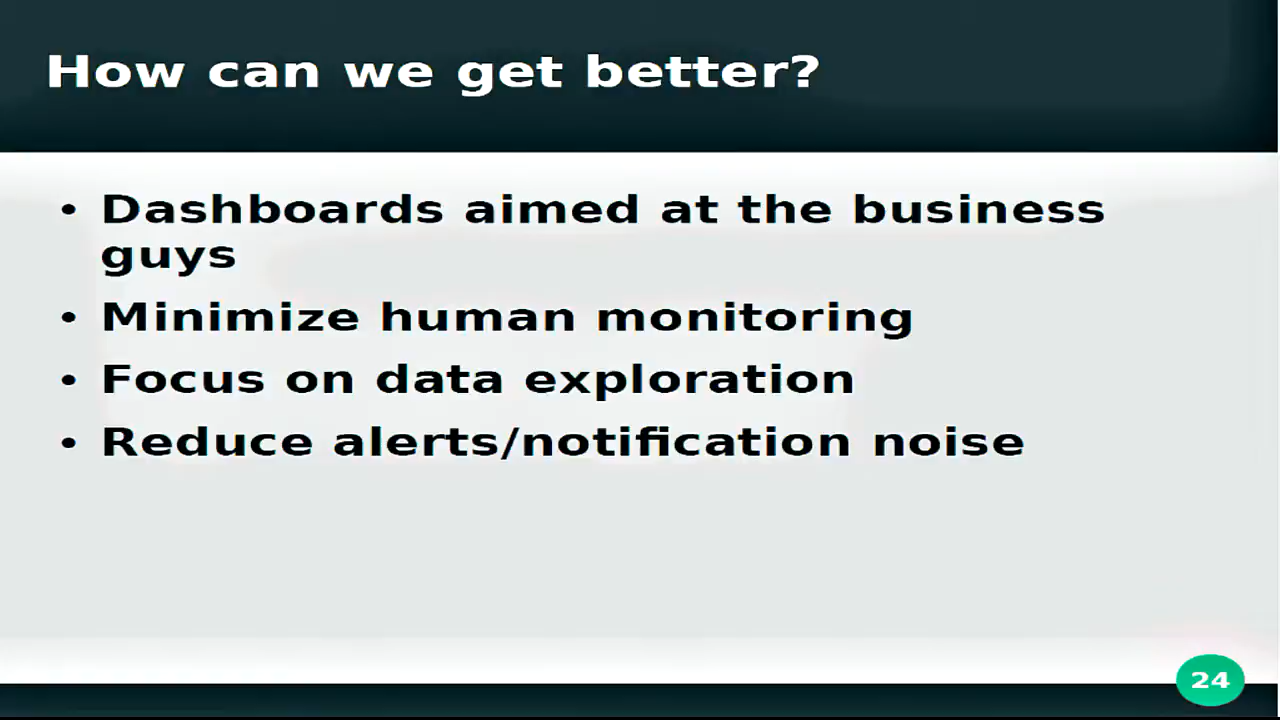 How can we get better?
• Dashboards aimed at the business
guys
• Minimize human monitoring
• Focus on data exploration
• Reduce alerts/notification noise
24